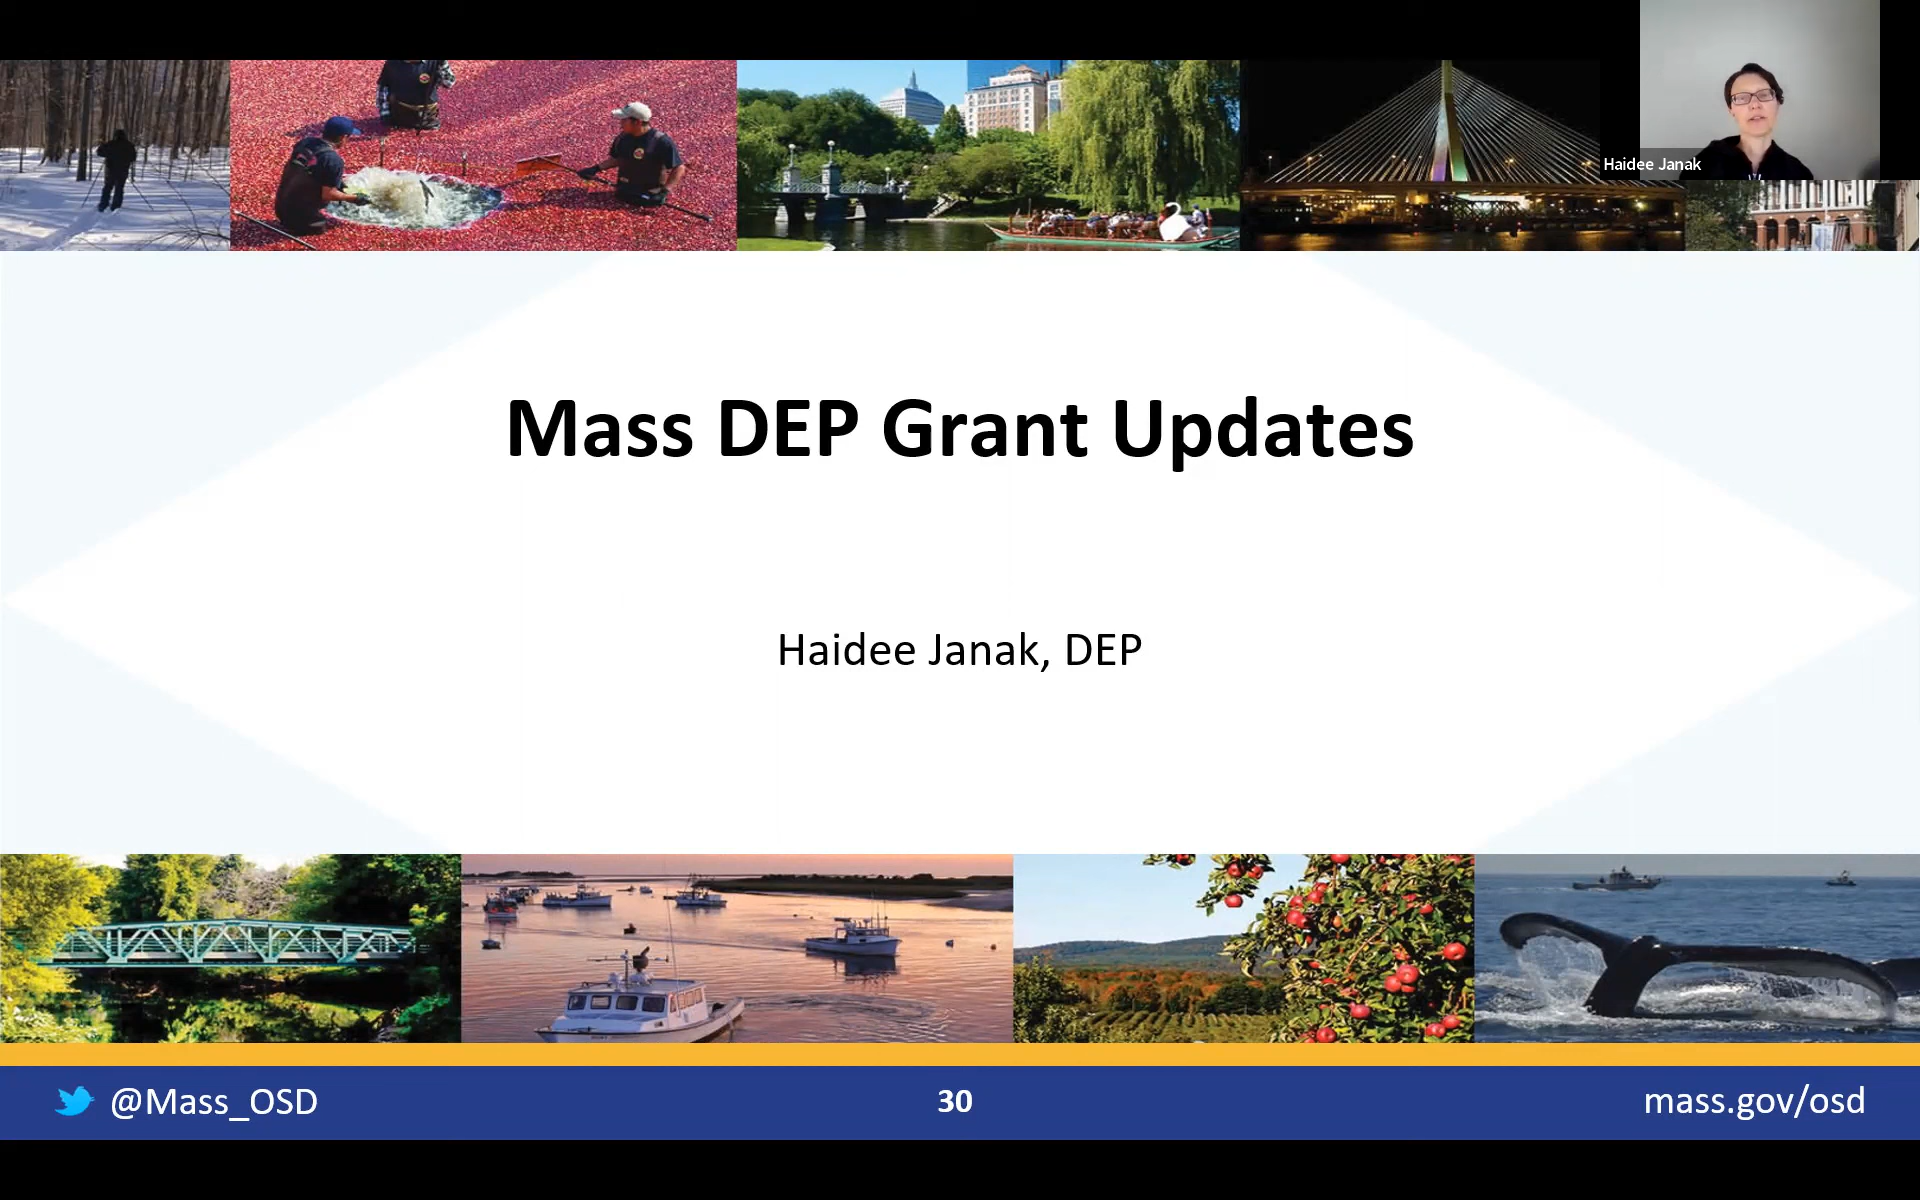 Haidee Janak
Mass DEP Grant Updates
Haidee Janak, DEP
@Mass_OSD
30
mass.gov/osd